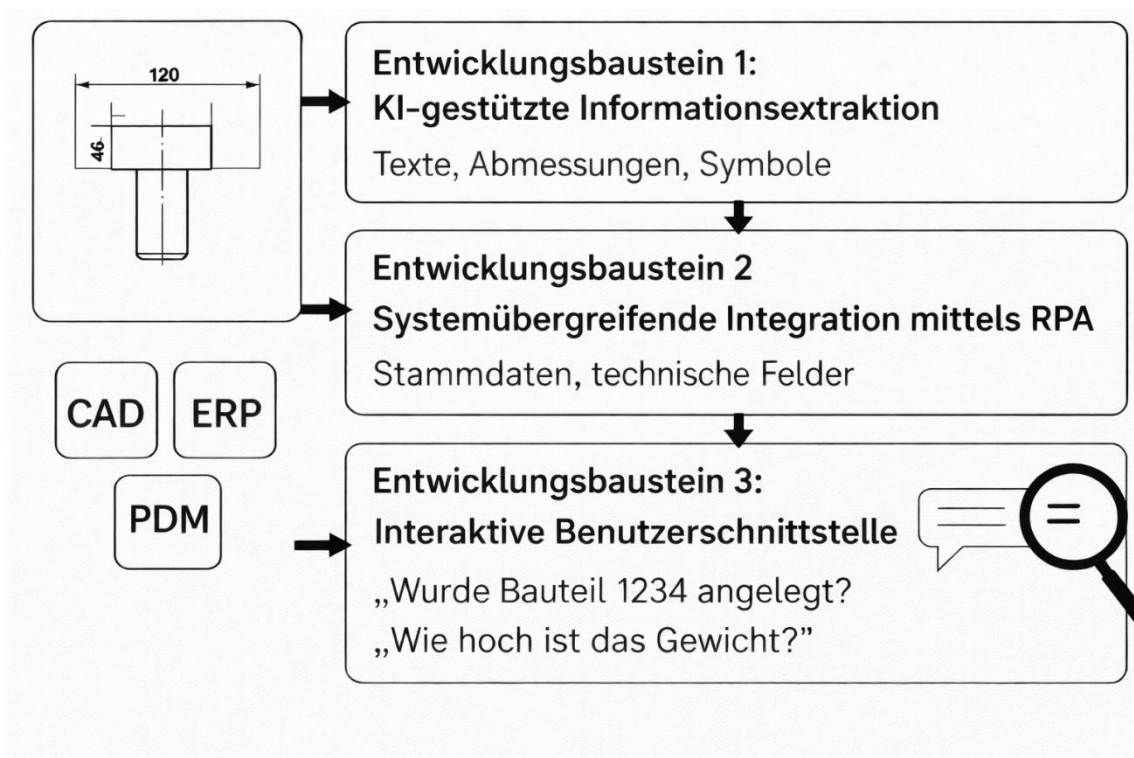 120
46
CAD
ERP
PDM
Entwicklungsbaustein 1:
KI-gestützte Informationsextraktion
Texte, Abmessungen, Symbole
Entwicklungsbaustein 2
Systemübergreifende Integration mittels RPA
Stammdaten, technische Felder
Entwicklungsbaustein 3:
Interaktive Benutzerschnittstelle
„Wurde Bauteil 1234 angelegt?
„Wie hoch ist das Gewicht?”